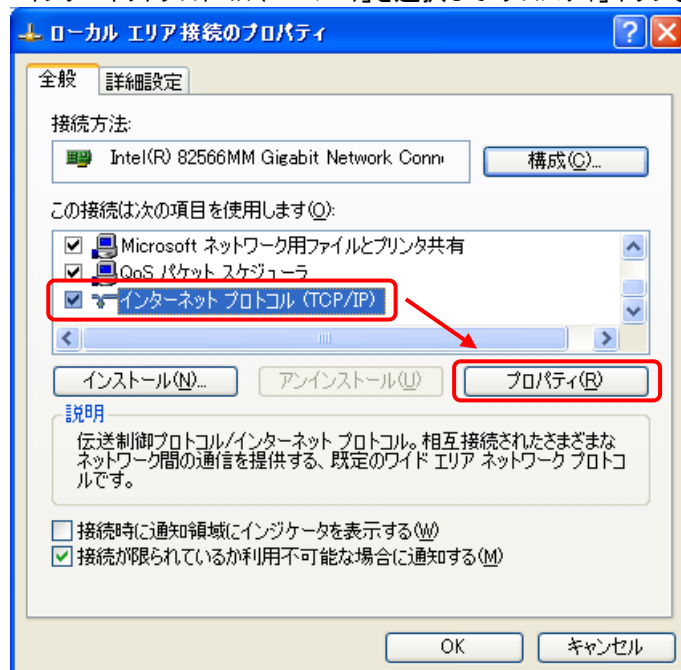 ローカル エリア接続のプロパティ
全般 詳細設定
接続方法:
Intel(R) 82566MM Gigabit Network Conn
構成(C)...
この接続は次の項目を使用します(O):
Microsoft ネットワーク用ファイルとプリンタ共有
QoS パケット スケジューラ
インターネット プロトコル (TCP/IP)
インストール(N)... アンインストール(U) プロパティ(R)
説明
伝送制御プロトコル/インターネット プロトコル。相互接続されたさまざまな
ネットワーク間の通信を提供する、既定のワイド エリア ネットワーク プロトコ
ルです。
接続時に通知領域にインジケータを表示する(W)
接続が限られているか利用不可能な場合に通知する(M)
OK キャンセル